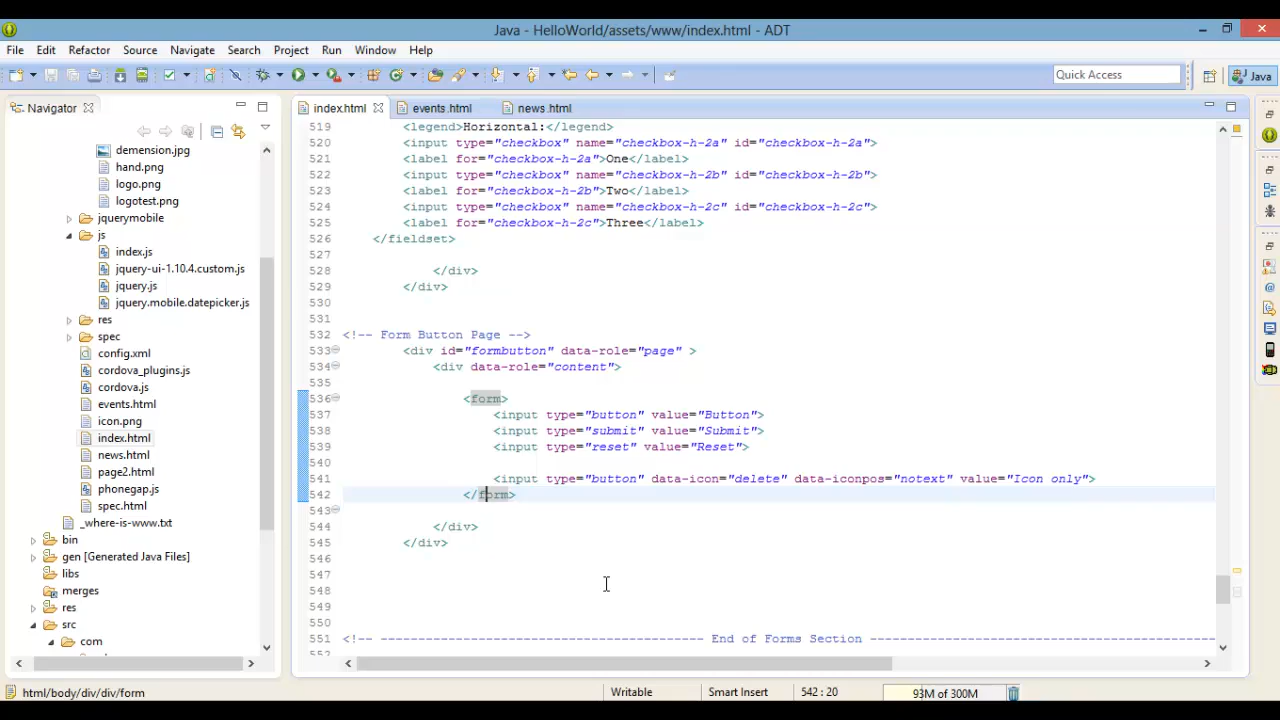 Java - HelloWorld/assets/www/index.html - ADT
File Edit Refactor Source Navigate Search Project Run Window Help
Quick Access
Java
Navigator
index.html
events.html
news.html
demension.jpg
hand.png
logo.png
logotest.png
jquerymobile
js
index.js
jquery-ui-1.10.4.custom.js
jquery.js
jquery.mobile.datepicker.js
res
spec
config.xml
cordova_plugins.js
cordova.js
events.html
icon.png
index.html
news.html
page2.html
phonegap.js
spec.html
_where-is-www.txt
bin
gen [Generated Java Files]
libs
merges
res
src
com
519 <legend>Horizontal:</legend>
520 <input type="checkbox" name="checkbox-h-2a" id="checkbox-h-2a">
521 <label for="checkbox-h-2a">One</label>
522 <input type="checkbox" name="checkbox-h-2b" id="checkbox-h-2b">
523 <label for="checkbox-h-2b">Two</label>
524 <input type="checkbox" name="checkbox-h-2c" id="checkbox-h-2c">
525 <label for="checkbox-h-2c">Three</label>
526 </fieldset>
527
528 </div>
529 </div>
530
531
532 <!-- Form Button Page -->
533 <div id="formbutton" data-role="page" >
534 <div data-role="content">
535
536 <form>
537 <input type="button" value="Button">
538 <input type="submit" value="Submit">
539 <input type="reset" value="Reset">
540
541 <input type="button" data-icon="delete" data-iconpos="notext" value="Icon only">
542 </form>
543
544 </div>
545 </div>
546
547
548
549
550
551 <!-- ------------------------------------------- End of Forms Section -----------------------------------------------
552
html/body/div/div/form
Writable
Smart Insert
542 : 20
93M of 300M